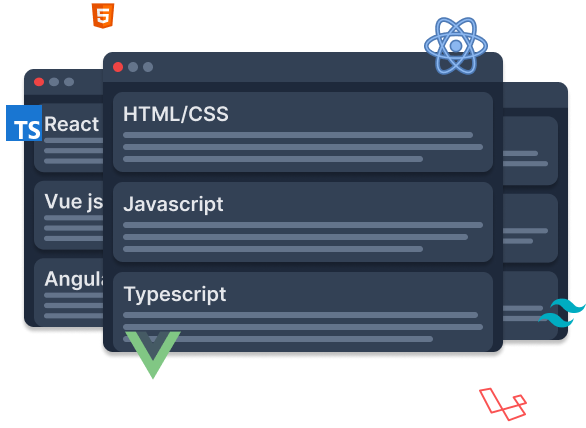 5
HTML/CSS
TS
React
Javascript
Vue js
Typescript
Angula